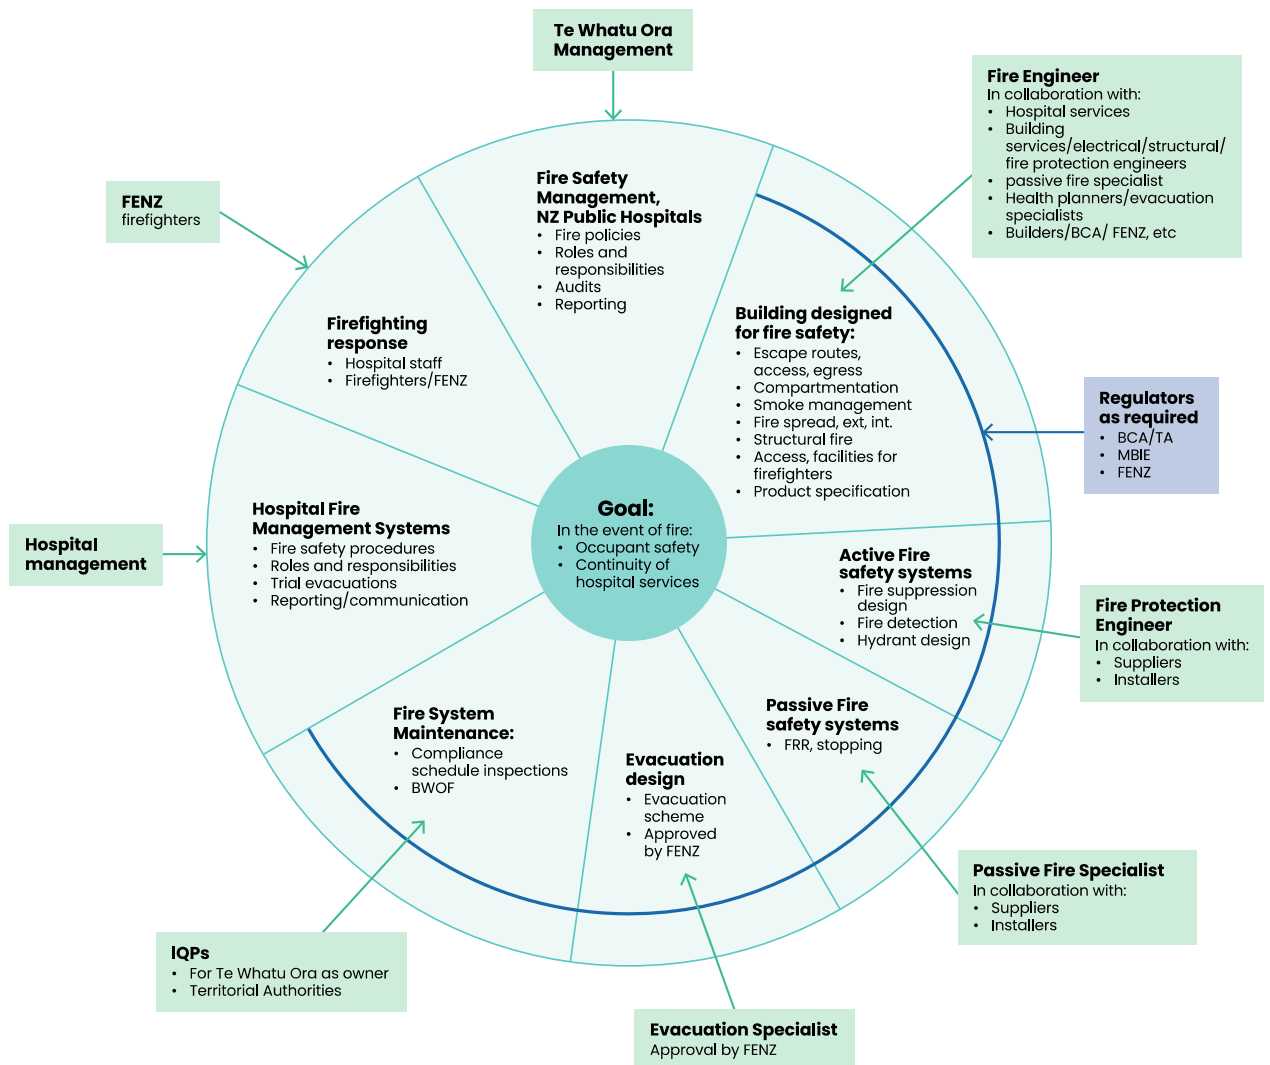 Te Whatu Ora
Management
Fire Engineer
In collaboration with:
• Hospital services
• Building
services/electrical/structural/
fire protection engineers
• passive fire specialist
• Health planners/evacuation
specialists
• Builders/BCA/ FENZ, etc
FENZ
firefighters
Fire Safety
Management,
NZ Public Hospitals
• Fire policies
• Roles and
responsibilities
• Audits
• Reporting
Firefighting
response
• Hospital staff
• Firefighters/FENZ
Building designed
for fire safety:
• Escape routes,
access, egress
• Compartmentation
• Smoke management
• Fire spread, ext, int.
• Structural fire
• Access, facilities for
firefighters
• Product specification
Regulators
as required
• BCA/TA
• MBIE
• FENZ
Hospital Fire
Management Systems
• Fire safety procedures
• Roles and responsibilities
• Trial evacuations
• Reporting/communication
Goal:
In the event of fire:
• Occupant safety
• Continuity of
hospital services
Hospital
management
Active Fire
safety systems
• Fire suppression
design
• Fire detection
• Hydrant design
Fire Protection
Engineer
In collaboration with:
• Suppliers
• Installers
Fire System
Maintenance:
• Compliance
schedule inspections
• BWOF
Evacuation
design
• Evacuation
scheme
• Approved
by FENZ
Passive Fire
safety systems
• FRR, stopping
Passive Fire Specialist
In collaboration with:
• Suppliers
• Installers
IQPs
• For Te Whatu Ora as owner
• Territorial Authorities
Evacuation Specialist
Approval by FENZ